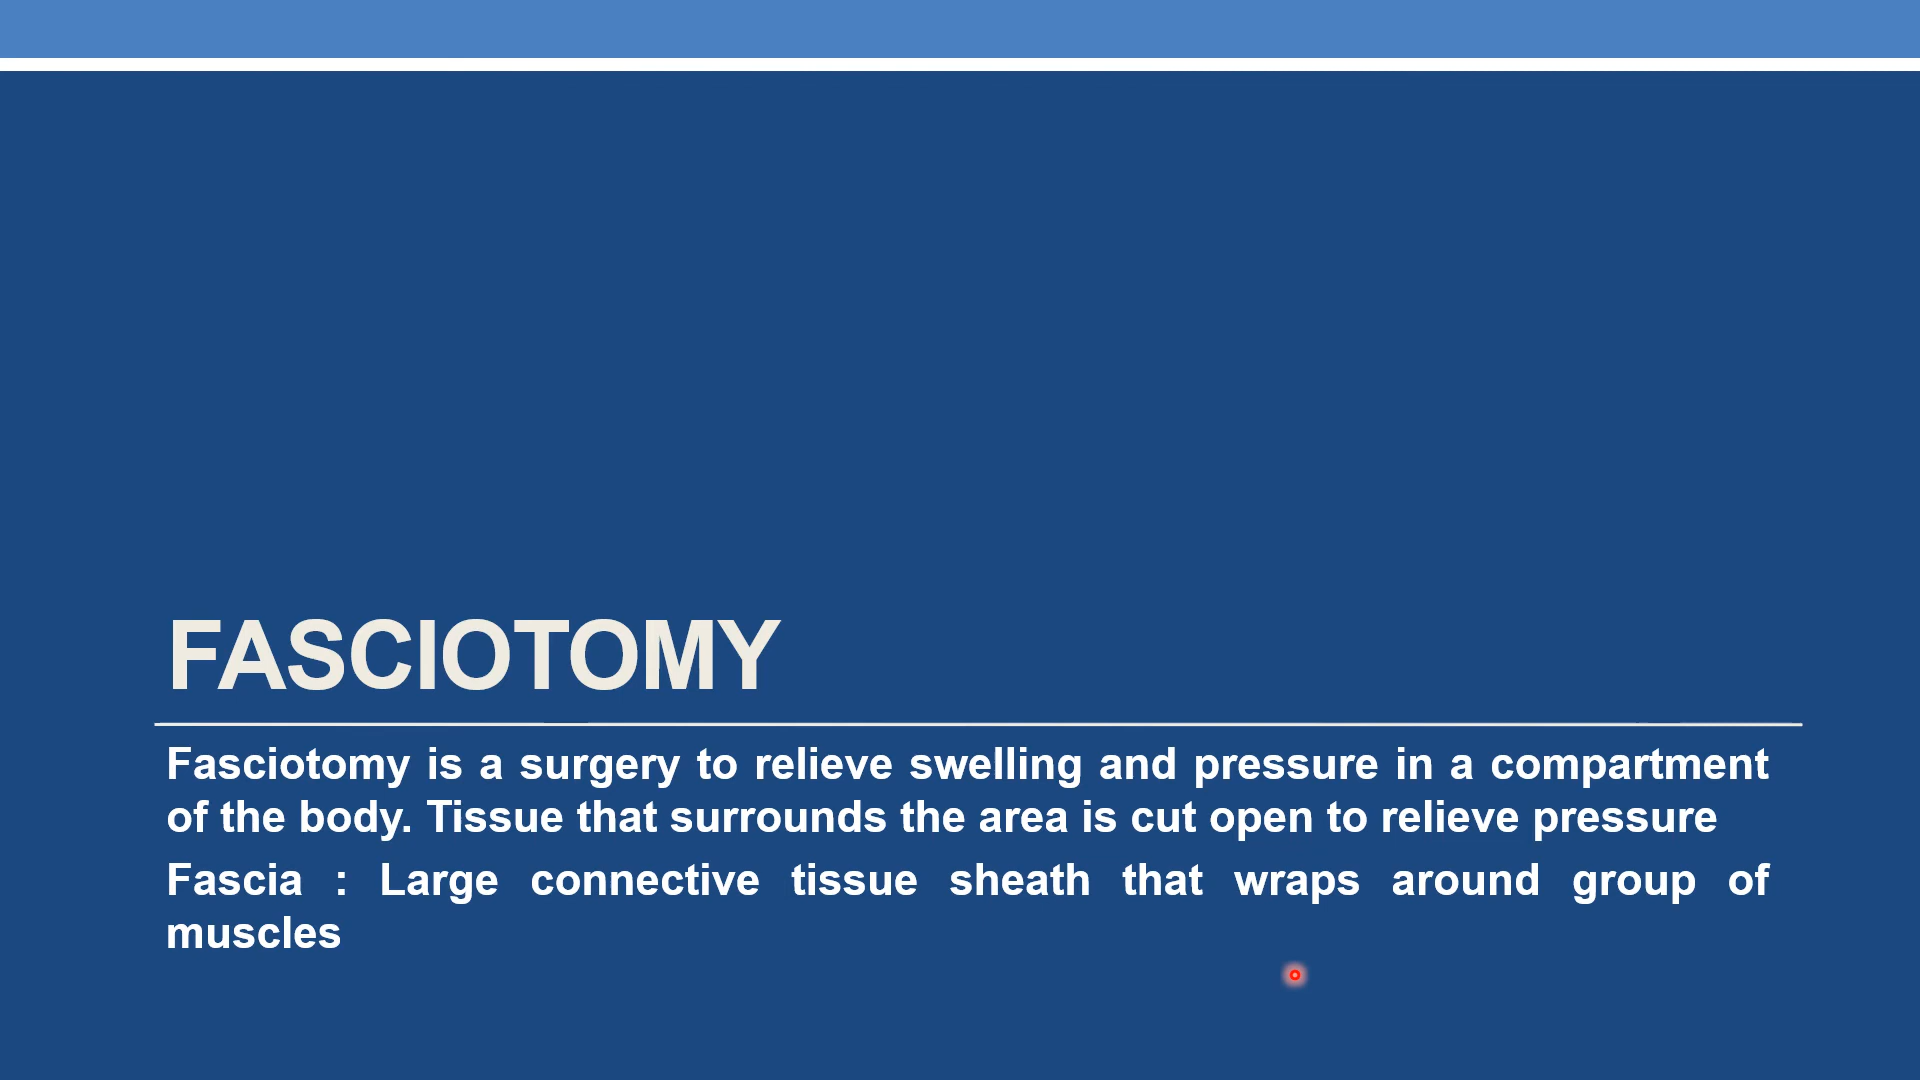 FASCIOTOMY
Fasciotomy is a surgery to relieve swelling and pressure in a compartment
of the body. Tissue that surrounds the area is cut open to relieve pressure
Fascia : Large connective tissue sheath that wraps around group of
muscles